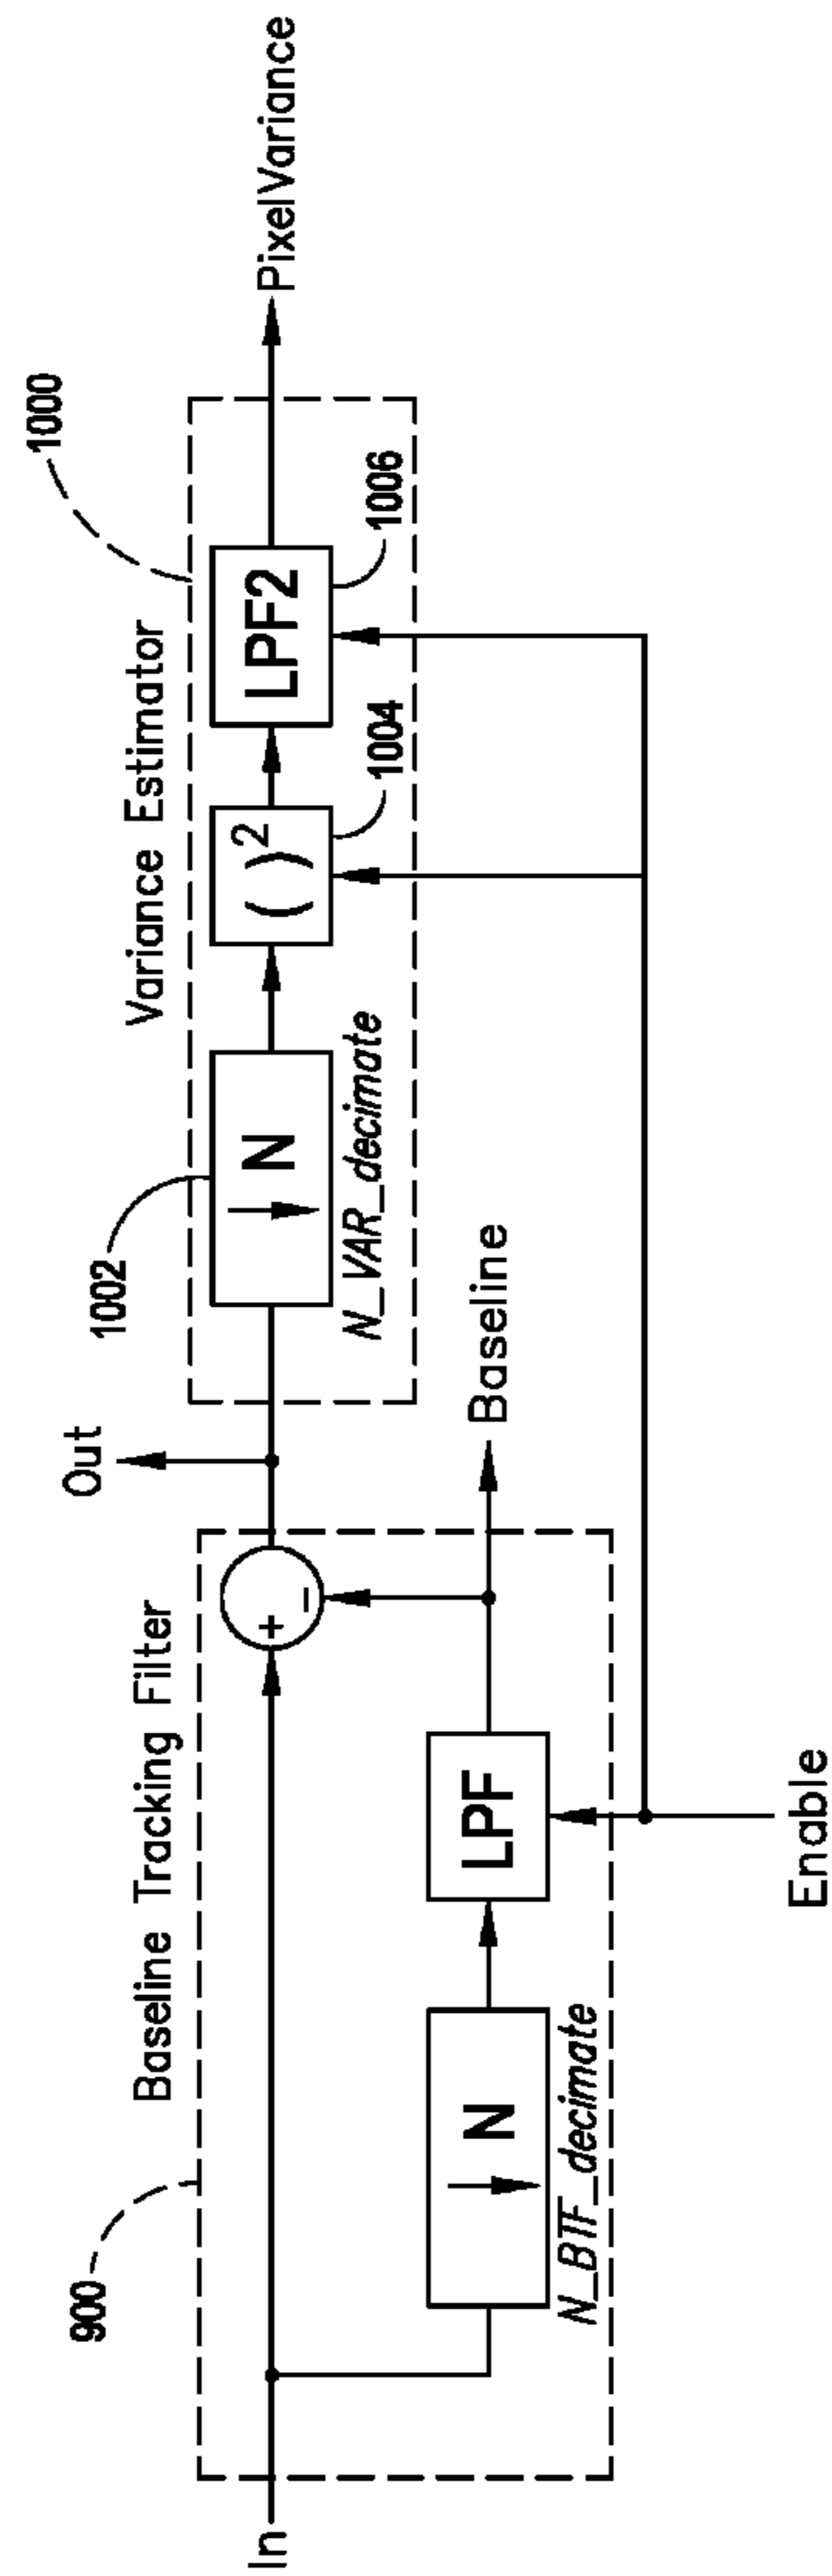 900
Baseline Tracking Filter
In
+
−
↓ N
N_BTF_decimate
LPF
Baseline
Enable
Out
Variance Estimator
1000
1002
↓ N
N_VAR_decimate
( )²
1004
LPF2
1006
PixelVariance